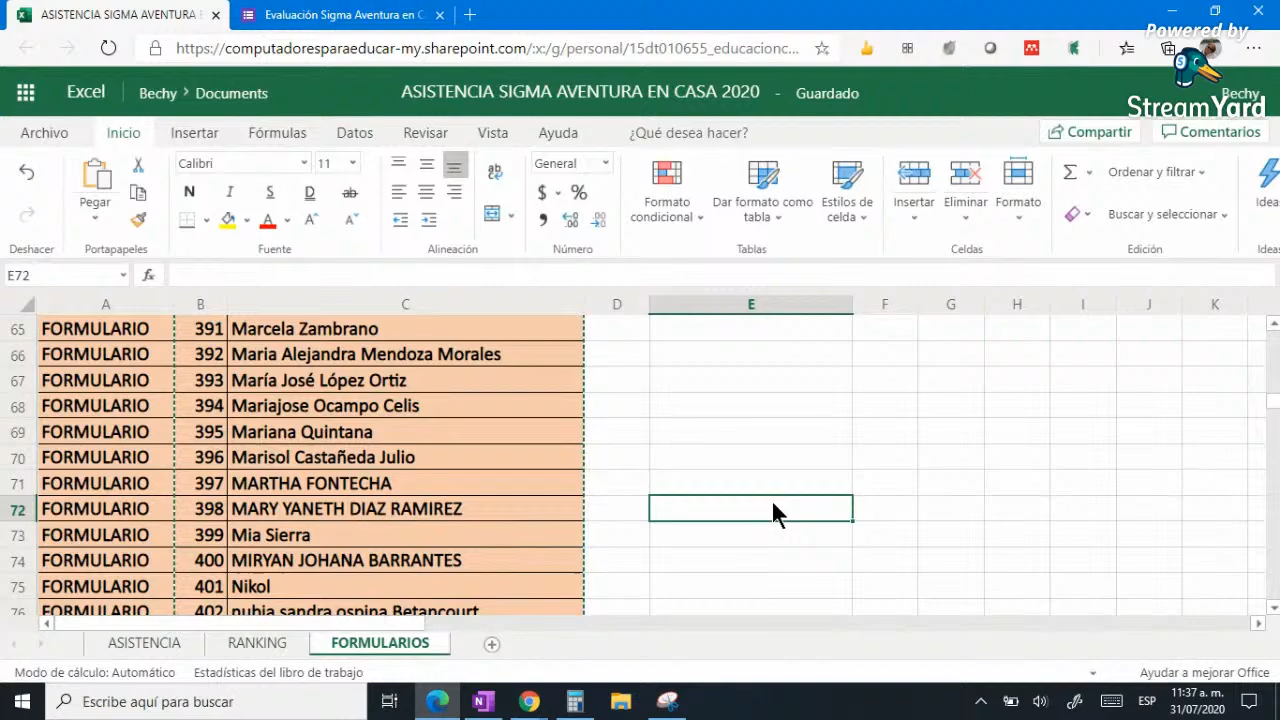 ASISTENCIA SIGMA AVENTURA E
Evaluación Sigma Aventura en C
https://computadoresparaeducar-my.sharepoint.com/:x:/g/personal/15dt010655_educacionc...
Powered by
StreamYard
Excel
Bechy > Documents
ASISTENCIA SIGMA AVENTURA EN CASA 2020 - Guardado
Bechy
Archivo Inicio Insertar Fórmulas Datos Revisar Vista Ayuda ¿Qué desea hacer? Compartir Comentarios
Calibri 11
General
Pegar
N I S D ab
$ %
Formato condicional
Dar formato como tabla
Estilos de celda
Insertar
Eliminar
Formato
Ordenar y filtrar
Buscar y seleccionar
Ideas
Deshacer Portapapeles Fuente Alineación Número Tablas Celdas Edición Ideas
E72 fx
A B C D E F G H I J K
65 FORMULARIO 391 Marcela Zambrano
66 FORMULARIO 392 Maria Alejandra Mendoza Morales
67 FORMULARIO 393 María José López Ortiz
68 FORMULARIO 394 Mariajose Ocampo Celis
69 FORMULARIO 395 Mariana Quintana
70 FORMULARIO 396 Marisol Castañeda Julio
71 FORMULARIO 397 MARTHA FONTECHA
72 FORMULARIO 398 MARY YANETH DIAZ RAMIREZ
73 FORMULARIO 399 Mia Sierra
74 FORMULARIO 400 MIRYAN JOHANA BARRANTES
75 FORMULARIO 401 Nikol
76 FORMULARIO 402 nubia sandra ospina Betancourt
ASISTENCIA RANKING FORMULARIOS
Modo de cálculo: Automático Estadísticas del libro de trabajo Ayudar a mejorar Office
Escribe aquí para buscar
ESP
11:37 a. m.
31/07/2020